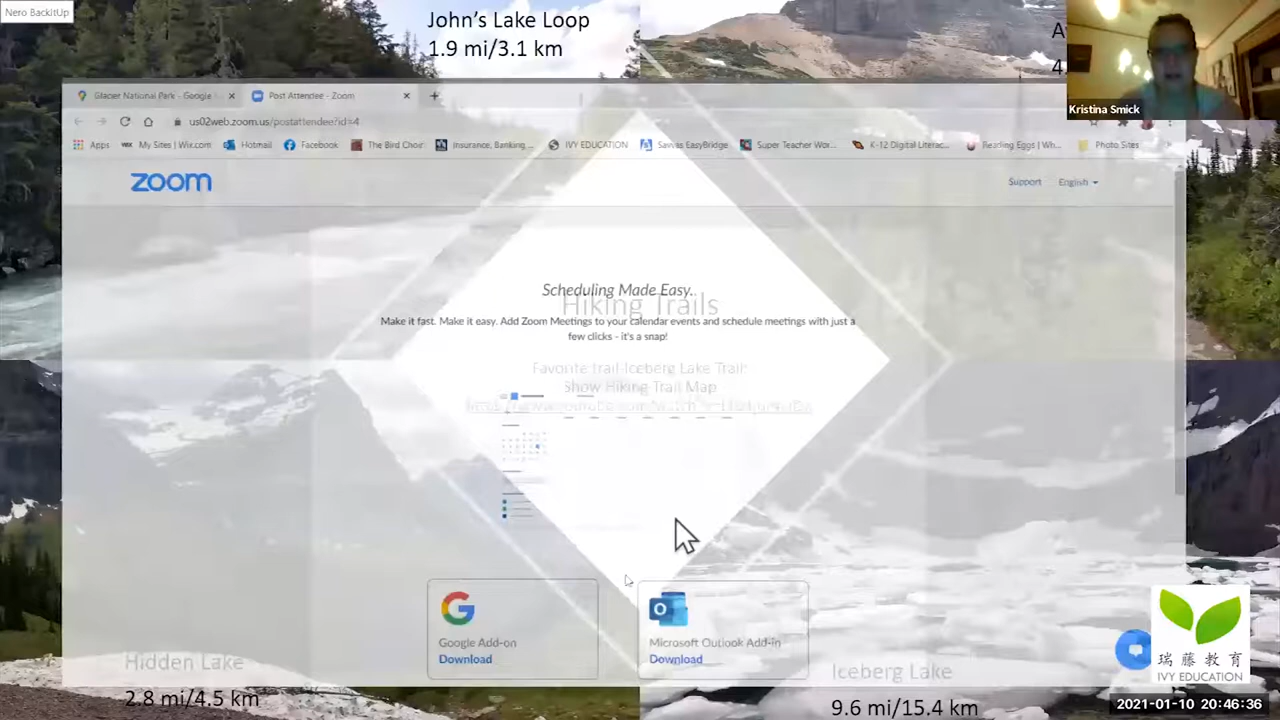 Nero BackitUp
John's Lake Loop
1.9 mi/3.1 km
A
4
Kristina Smick
Glacier National Park - Google
Post Attendee - Zoom
us02web.zoom.us/postattendee?id=4
Apps
My Sites | Wix.com
Hotmail
Facebook
The Bird Choir
Insurance, Banking, ...
IVY EDUCATION
Savvas EasyBridge
Super Teacher Wor...
K-12 Digital Literac...
Reading Eggs | Wh...
Photo Sites
zoom
Support
English
Scheduling Made Easy.
Hiking Trails
Make it fast. Make it easy. Add Zoom Meetings to your calendar events and schedule meetings with just a
few clicks - it's a snap!
Favorite trail Iceberg Lake Trail:
Show Hiking Trail Map
Google Add-on
Download
Microsoft Outlook Add-in
Download
Hidden Lake
2.8 mi/4.5 km
Iceberg Lake
9.6 mi/15.4 km
瑞藤教育
IVY EDUCATION
2021-01-10 20:46:36